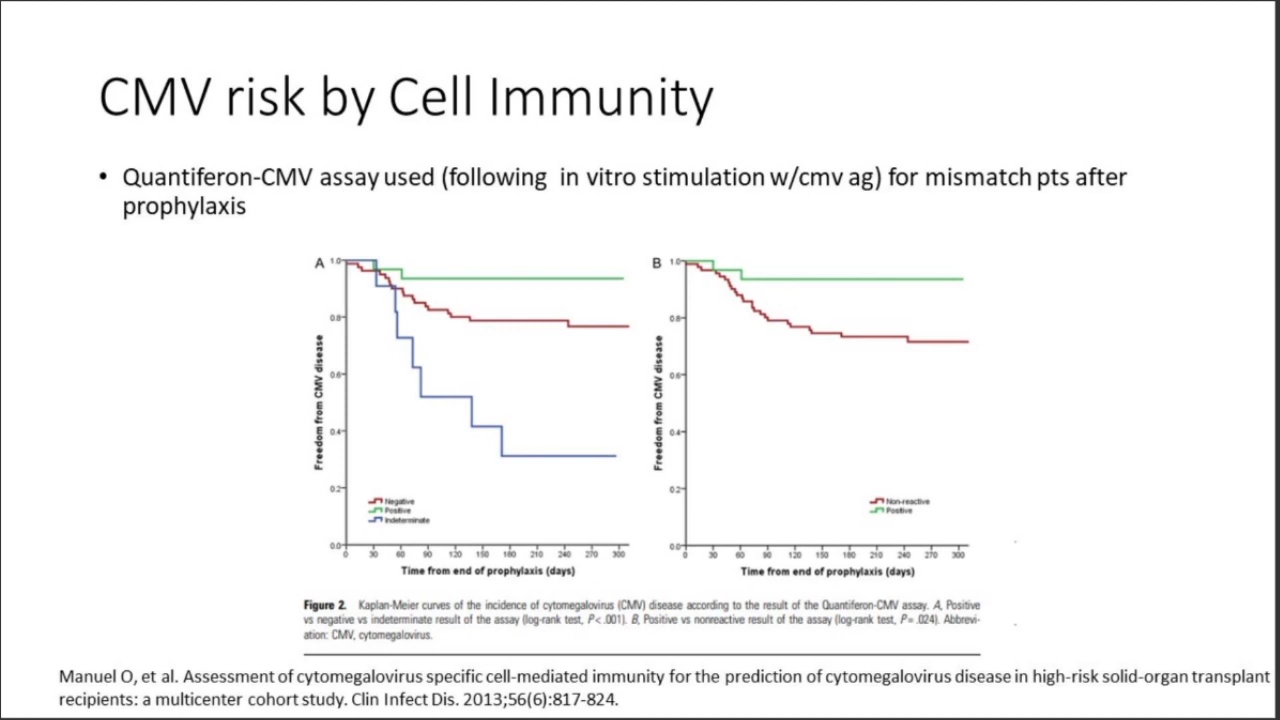 CMV risk by Cell Immunity
• Quantiferon-CMV assay used (following in vitro stimulation w/cmv ag) for mismatch pts after
prophylaxis
A
1.0
0.8
0.6
0.4
0.2
0.0
Freedom from CMV disease
Negative
Positive
Indeterminate
0 30 60 90 120 150 180 210 240 270 300
Time from end of prophylaxis (days)
B
1.0
0.8
0.6
0.4
0.2
0.0
Freedom from CMV disease
Non-reactive
Positive
0 30 60 90 120 150 180 210 240 270 300
Time from end of prophylaxis (days)
Figure 2. Kaplan-Meier curves of the incidence of cytomegalovirus (CMV) disease according to the result of the Quantiferon-CMV assay. A, Positive
vs negative vs indeterminate result of the assay (log-rank test, P<.001). B, Positive vs nonreactive result of the assay (log-rank test, P=.024). Abbrevi-
ation: CMV, cytomegalovirus.
Manuel O, et al. Assessment of cytomegalovirus specific cell-mediated immunity for the prediction of cytomegalovirus disease in high-risk solid-organ transplant
recipients: a multicenter cohort study. Clin Infect Dis. 2013;56(6):817-824.